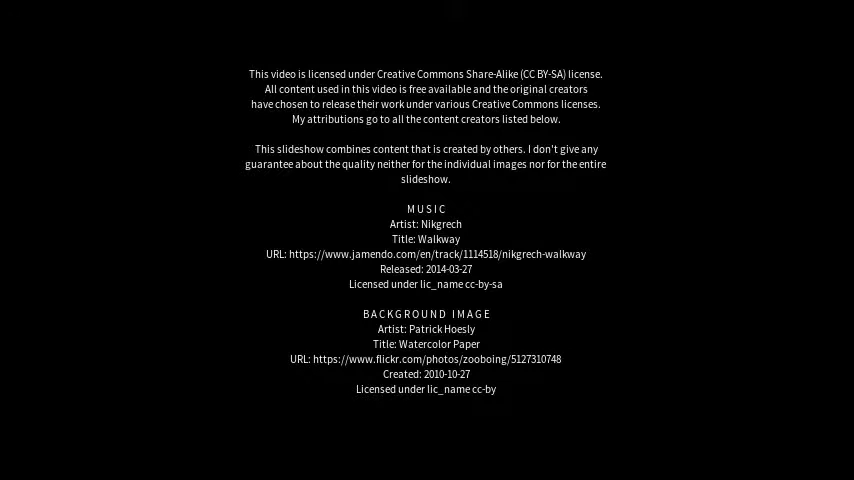 This video is licensed under Creative Commons Share-Alike (CC BY-SA) license.
All content used in this video is free available and the original creators
have chosen to release their work under various Creative Commons licenses.
My attributions go to all the content creators listed below.
This slideshow combines content that is created by others. I don't give any
guarantee about the quality neither for the individual images nor for the entire
slideshow.
MUSIC
Artist: Nikgrech
Title: Walkway
URL: https://www.jamendo.com/en/track/1114518/nikgrech-walkway
Released: 2014-03-27
Licensed under lic_name cc-by-sa
BACKGROUND IMAGE
Artist: Patrick Hoesly
Title: Watercolor Paper
URL: https://www.flickr.com/photos/zooboing/5127310748
Created: 2010-10-27
Licensed under lic_name cc-by